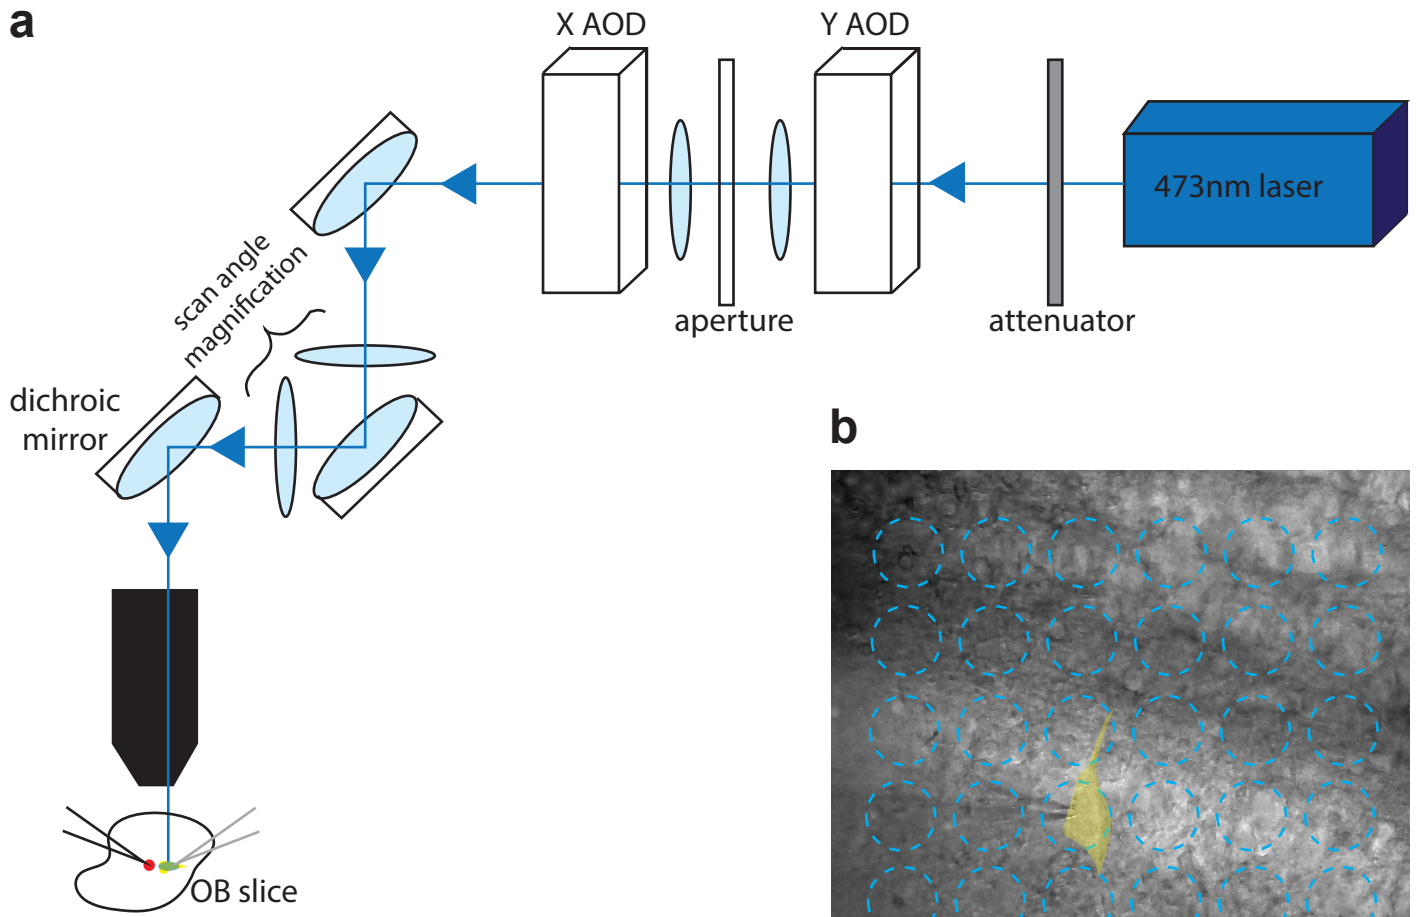 a
X AOD
Y AOD
473nm laser
aperture
attenuator
scan angle
magnification
dichroic
mirror
OB slice
b